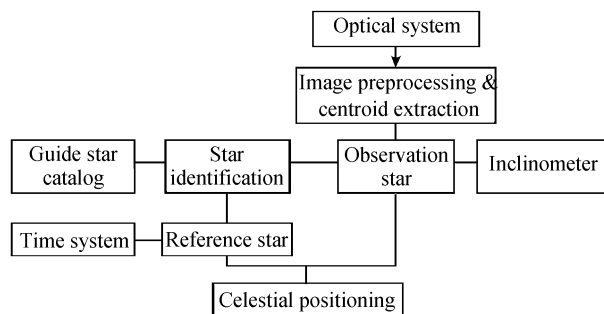 Optical system
Image preprocessing &
centroid extraction
Guide star
catalog
Star
identification
Observation
star
Inclinometer
Time system
Reference star
Celestial positioning